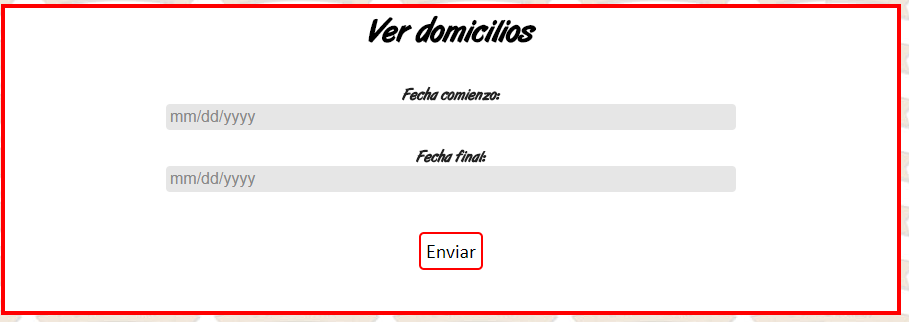 Ver domicilios
Fecha comienzo:
mm/dd/yyyy
Fecha final:
mm/dd/yyyy
Enviar